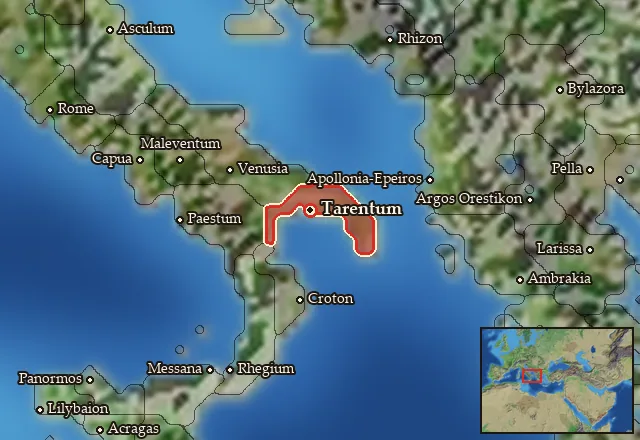 Asculum
Rhizon
Bylazora
Rome
Maleventum
Capua
Venusia
Pella
Apollonia-Epeiros
Argos Orestikon
Tarentum
Paestum
Larissa
Ambrakia
Croton
Messana
Rhegium
Panormos
Lilybaion
Acragas